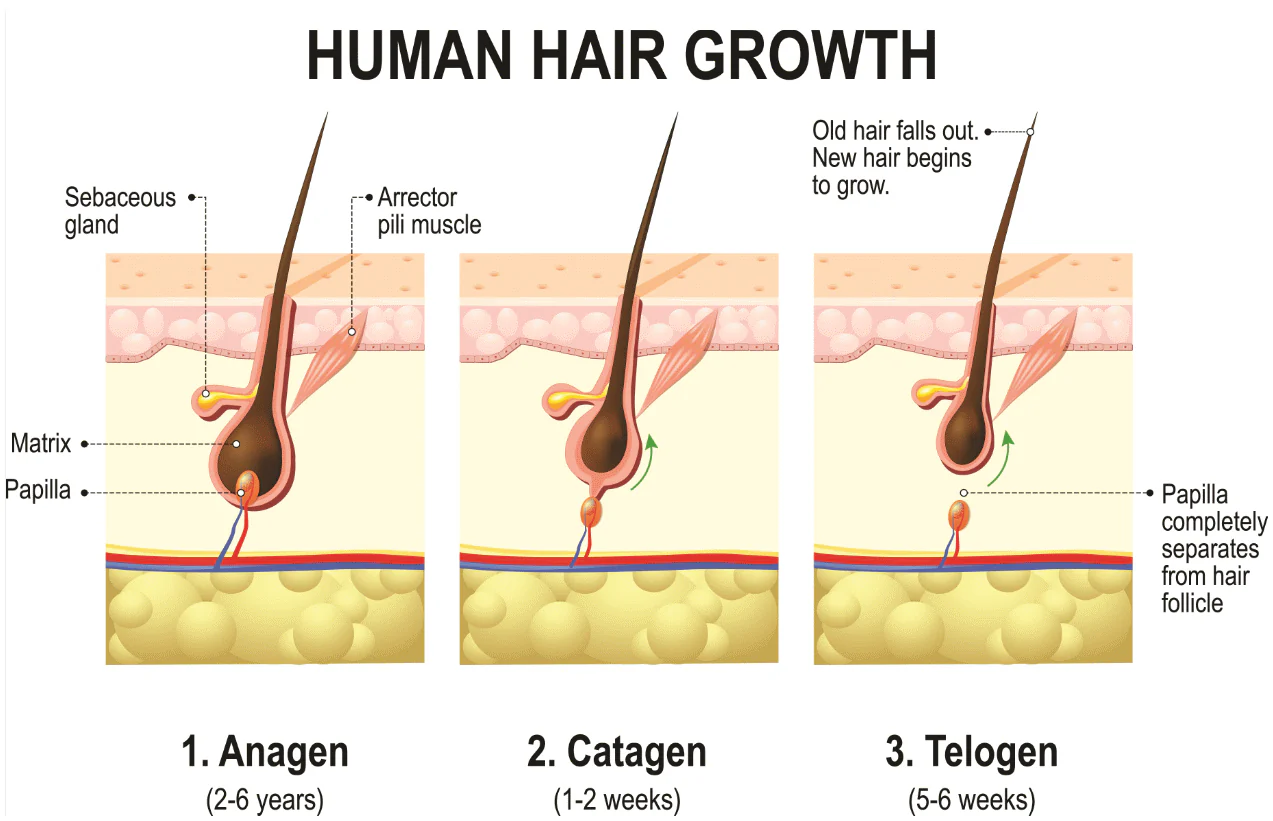 HUMAN HAIR GROWTH
Sebaceous
gland
Arrector
pili muscle
Matrix
Papilla
Old hair falls out.
New hair begins
to grow.
Papilla
completely
separates
from hair
follicle
1. Anagen
(2-6 years)
2. Catagen
(1-2 weeks)
3. Telogen
(5-6 weeks)